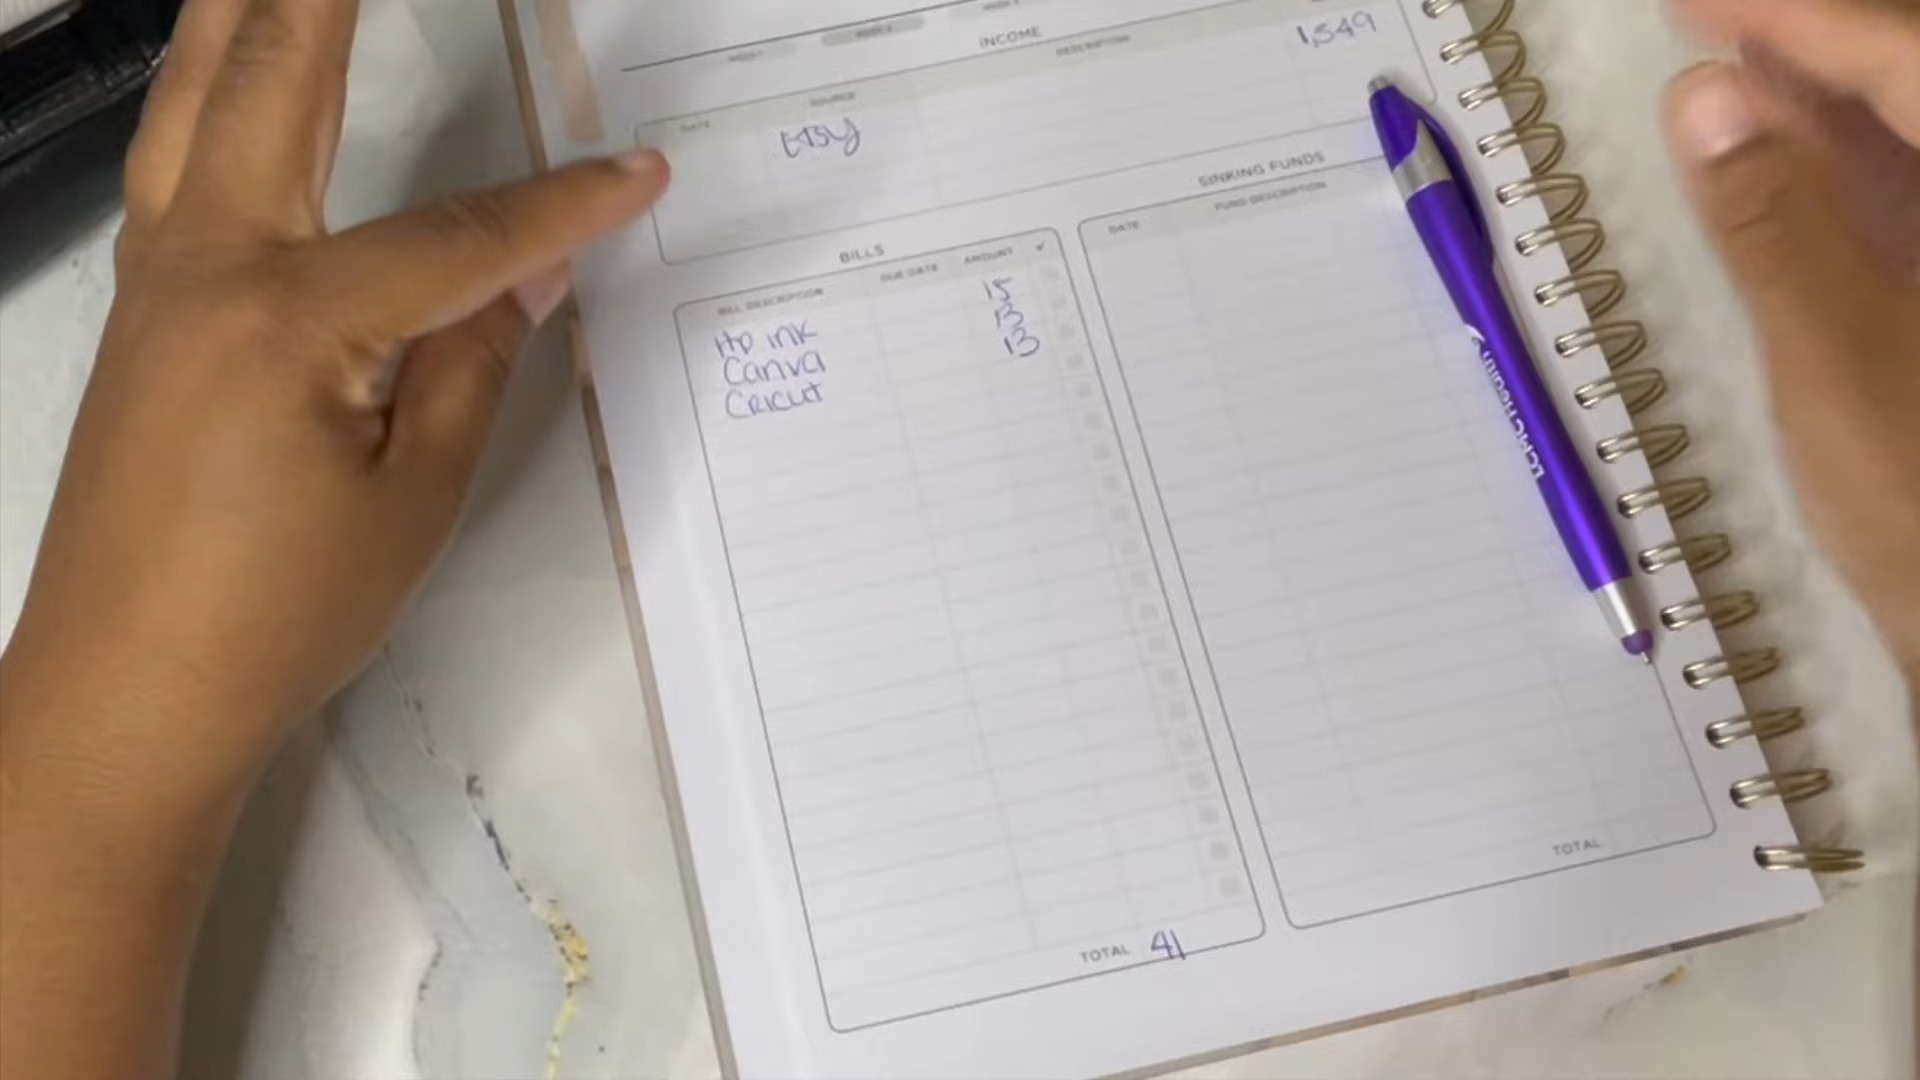 INCOME
DATE SOURCE DESCRIPTION
Etsy 1,549
BILLS
BILL DESCRIPTION DUE DATE AMOUNT ✓
Hp ink 15
Canva 13
Cricut 13
TOTAL 41
SINKING FUNDS
DATE FUND DESCRIPTION
TOTAL
ECMCHealth